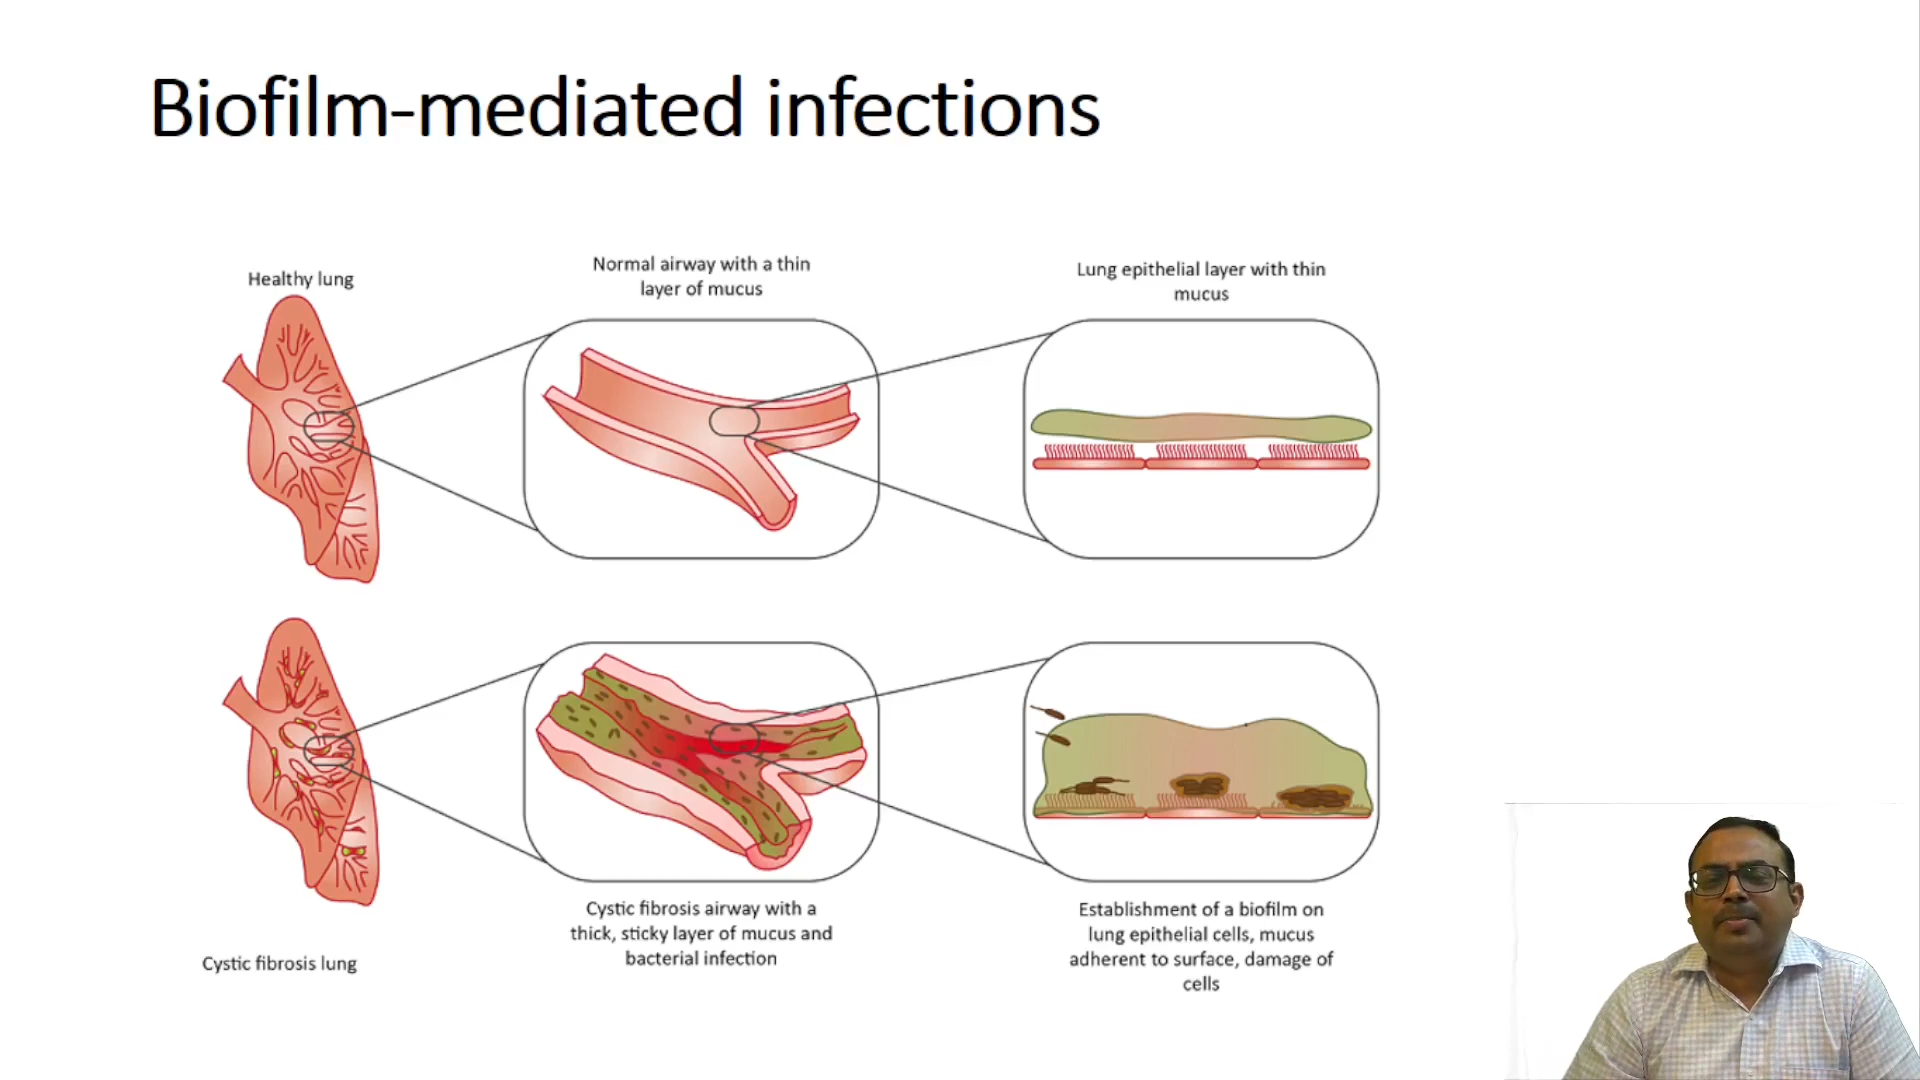 Biofilm-mediated infections
Healthy lung
Normal airway with a thin
layer of mucus
Lung epithelial layer with thin
mucus
Cystic fibrosis lung
Cystic fibrosis airway with a
thick, sticky layer of mucus and
bacterial infection
Establishment of a biofilm on
lung epithelial cells, mucus
adherent to surface, damage of
cells